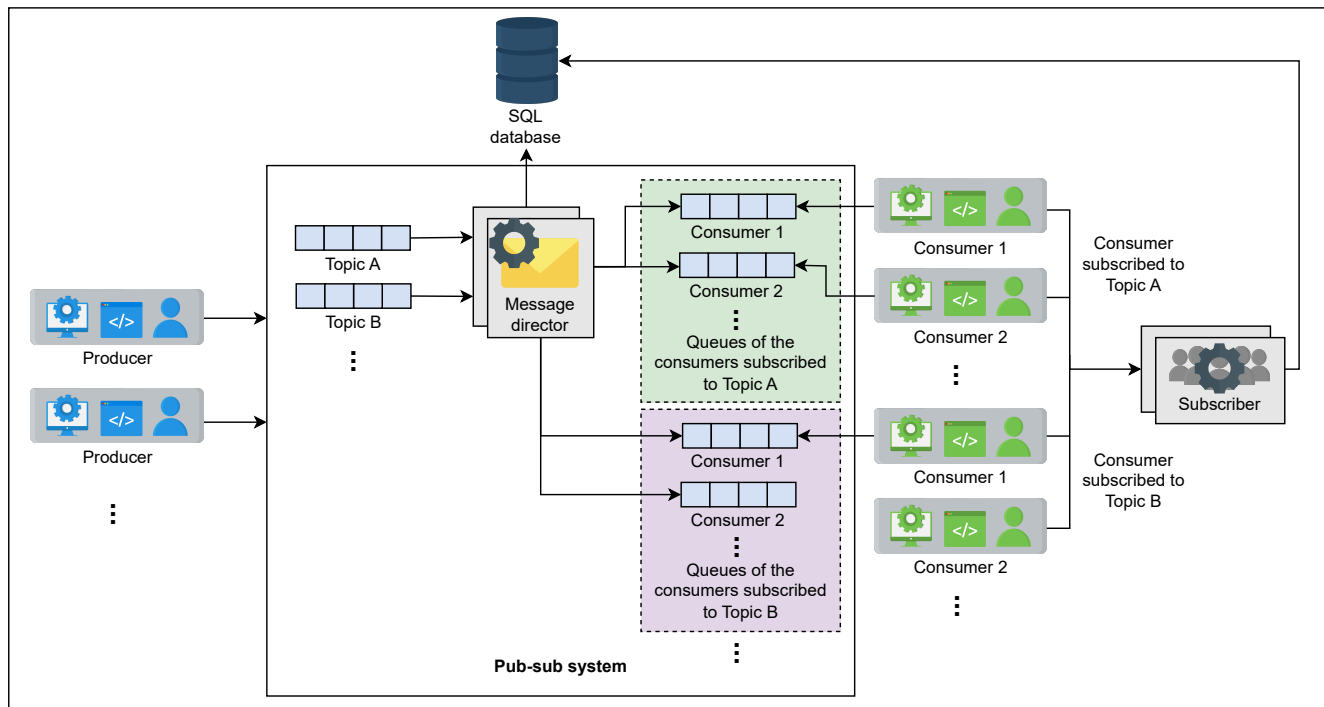 SQL
database
Topic A
Topic B
Message
director
Producer
Producer
Consumer 1
Consumer 2
Queues of the
consumers subscribed
to Topic A
Consumer 1
Consumer 2
Queues of the
consumers subscribed
to Topic B
Pub-sub system
</>
Consumer 1
</>
Consumer 2
</>
Consumer 1
</>
Consumer 2
</>
</>
Consumer
subscribed to
Topic A
Subscriber
Consumer
subscribed to
Topic B